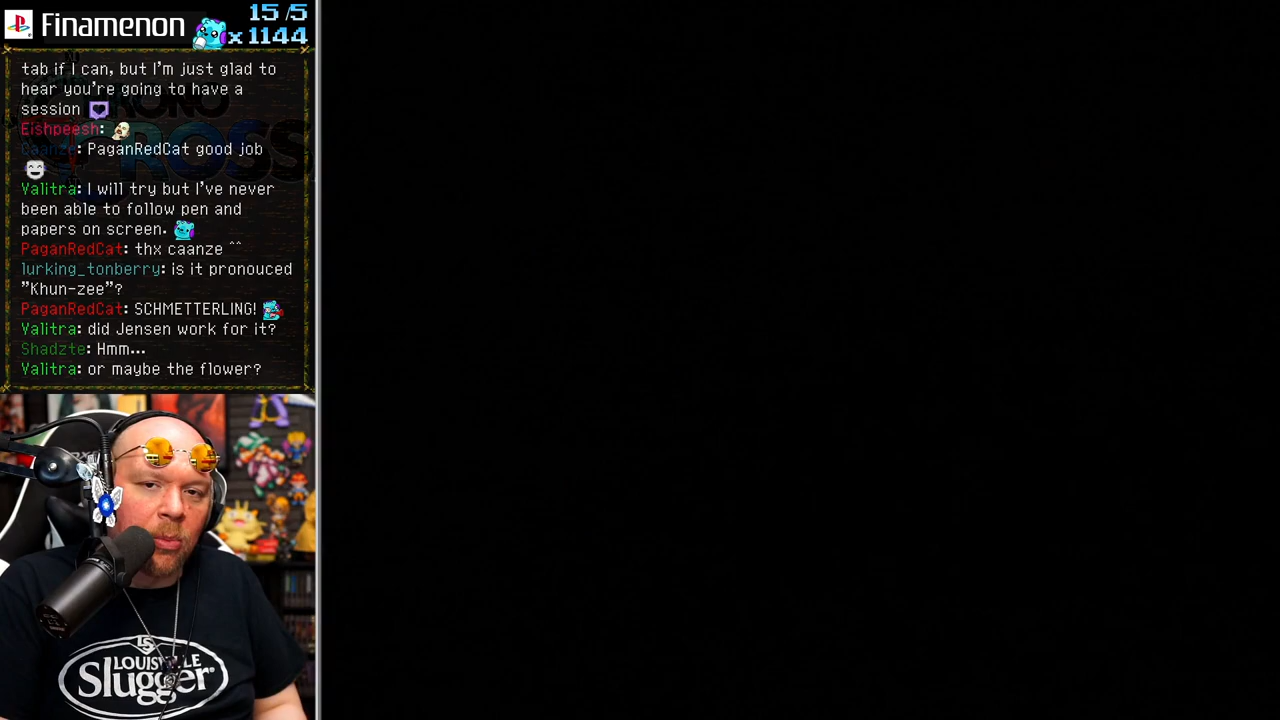 Finamenon
15/5
x1144
tab if I can, but I'm just glad to
hear you're going to have a
session
Eishpeesh:
Caanze: PaganRedCat good job
Valitra: I will try but I've never
been able to follow pen and
papers on screen.
PaganRedCat: thx caanze ^^
lurking_tonberry: is it pronouced
"Khun-zee"?
PaganRedCat: SCHMETTERLING!
Valitra: did Jensen work for it?
Shadzte: Hmm...
Valitra: or maybe the flower?
LS
LOUISVILLE
Slugger®